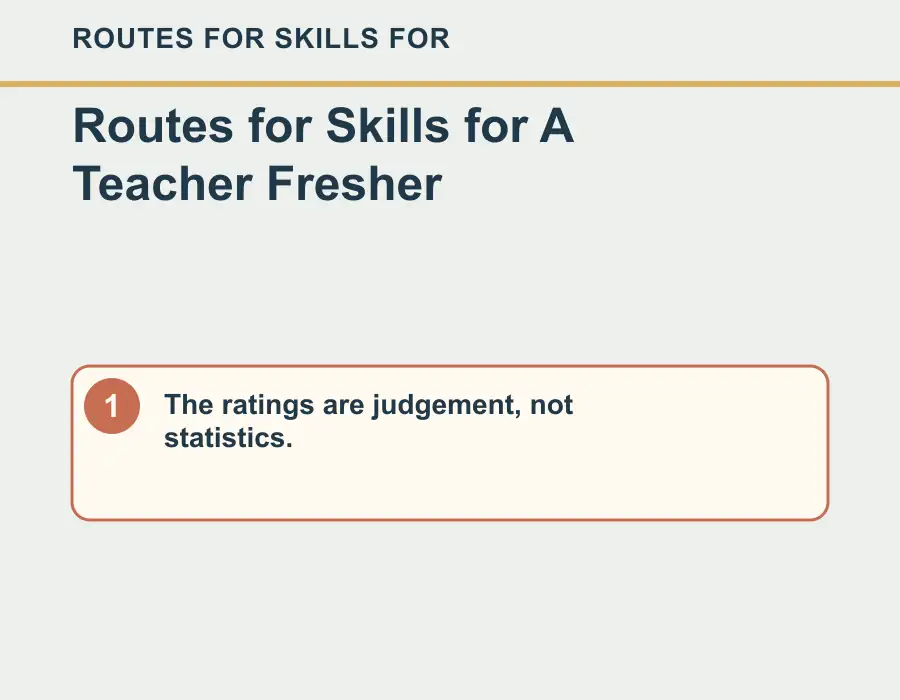 ROUTES FOR SKILLS FOR
Routes for Skills for A
Teacher Fresher
1
The ratings are judgement, not
statistics.